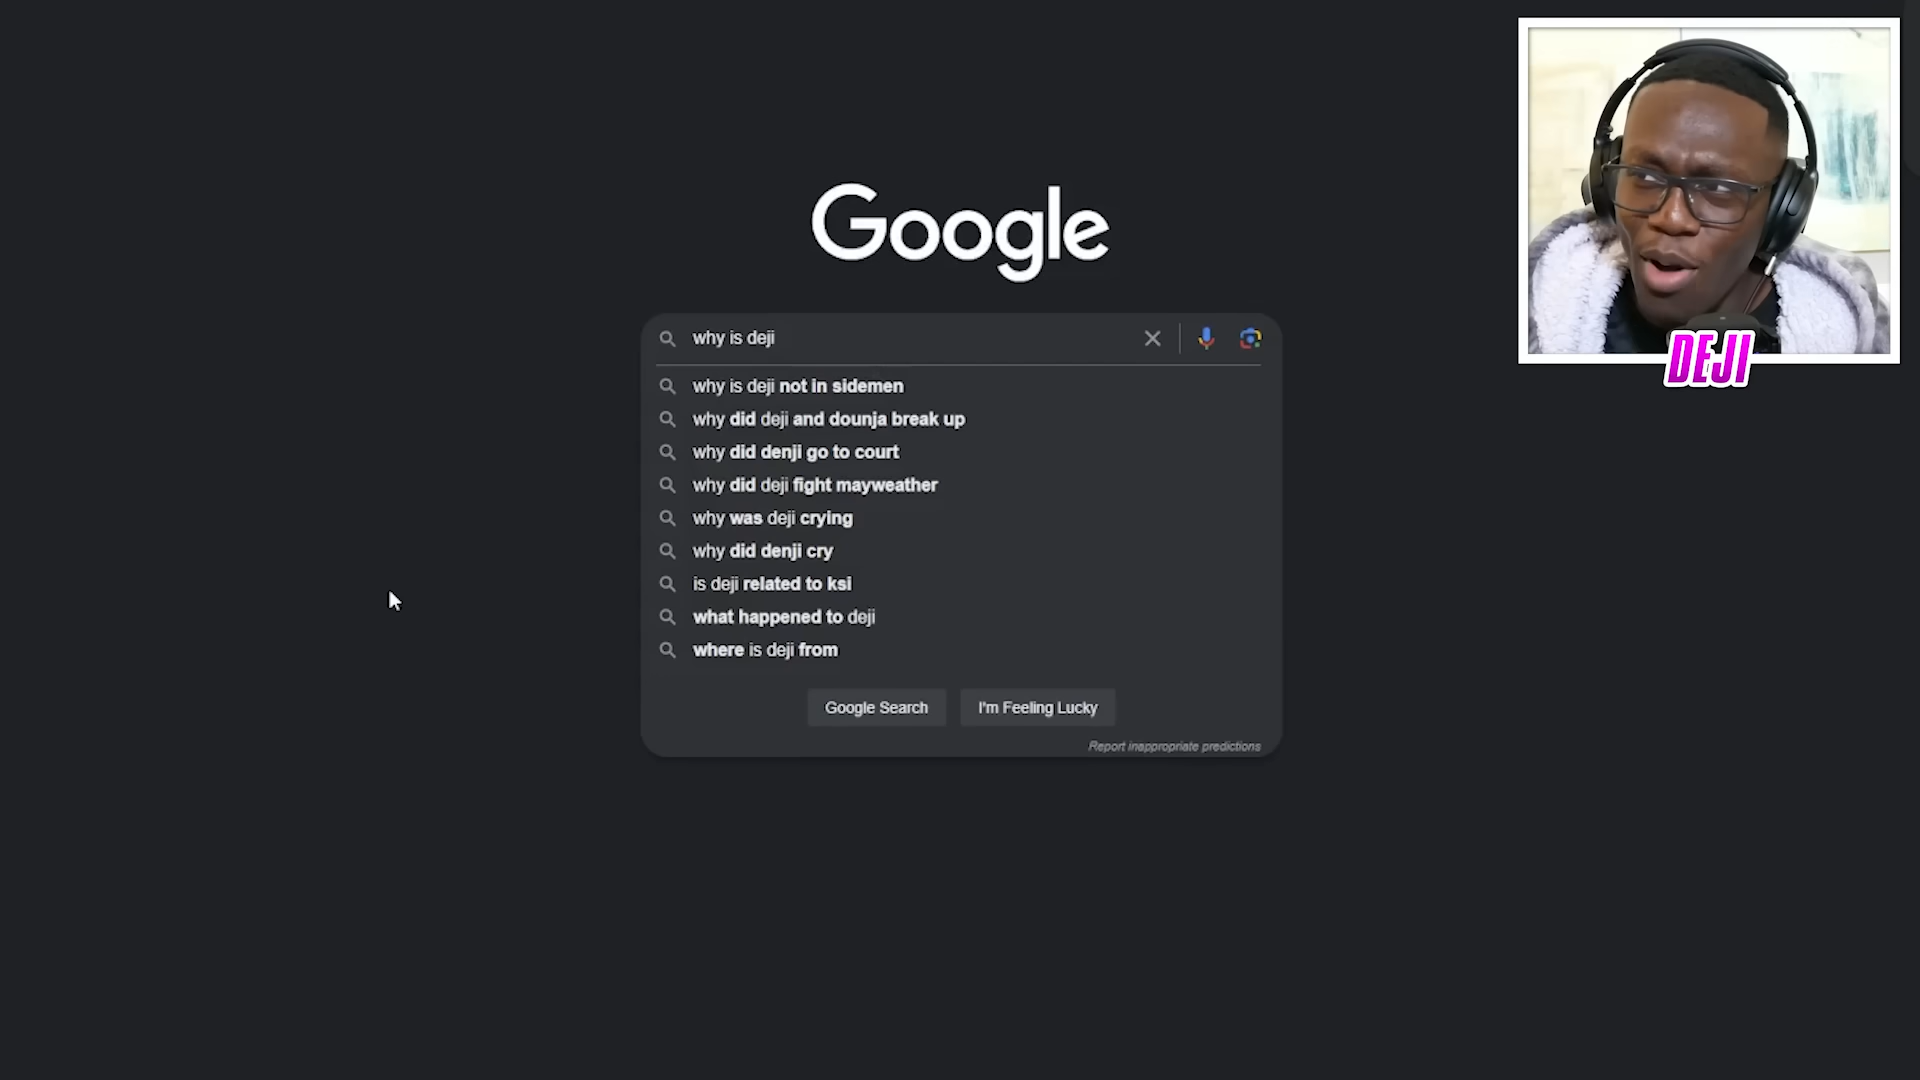 Google
why is deji
why is deji not in sidemen
why did deji and dounja break up
why did denji go to court
why did deji fight mayweather
why was deji crying
why did denji cry
is deji related to ksi
what happened to deji
where is deji from
Google Search
I'm Feeling Lucky
Report inappropriate predictions
DEJI